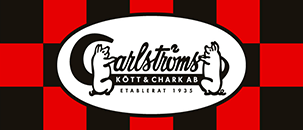 Carlströms
KÖTT & CHARK AB
ETABLERAT 1935